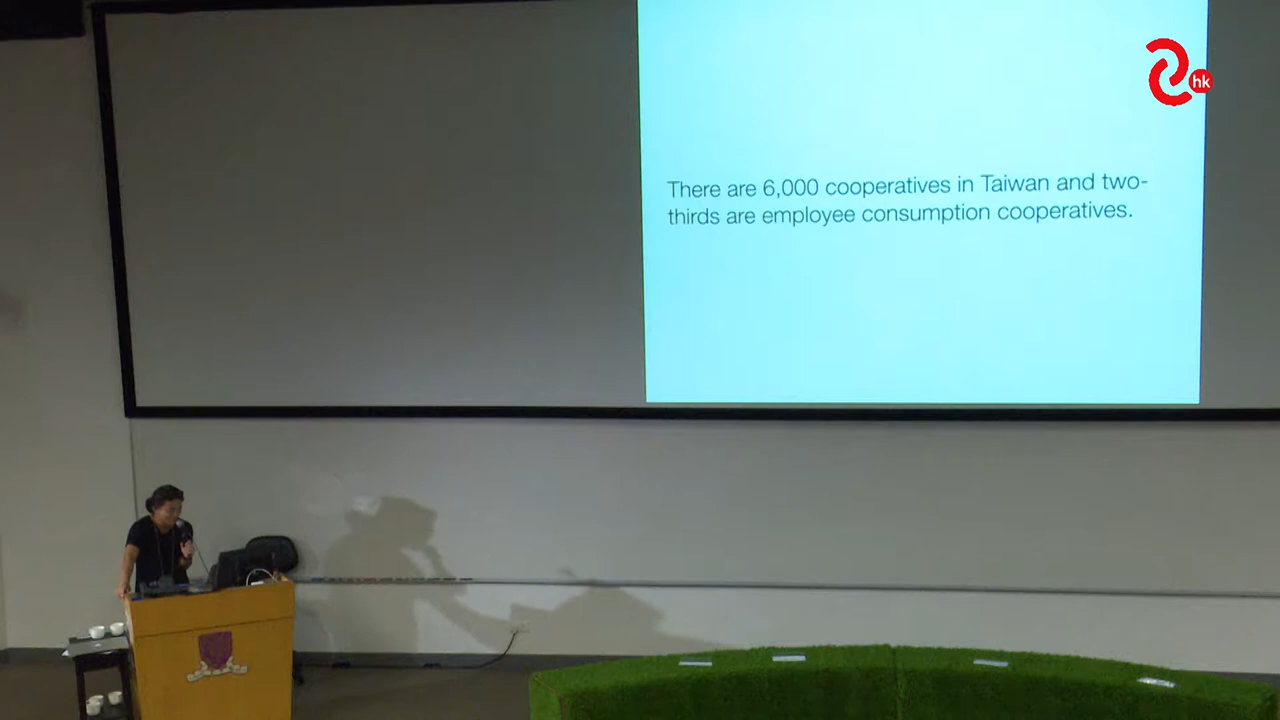 hk
There are 6,000 cooperatives in Taiwan and two-
thirds are employee consumption cooperatives.